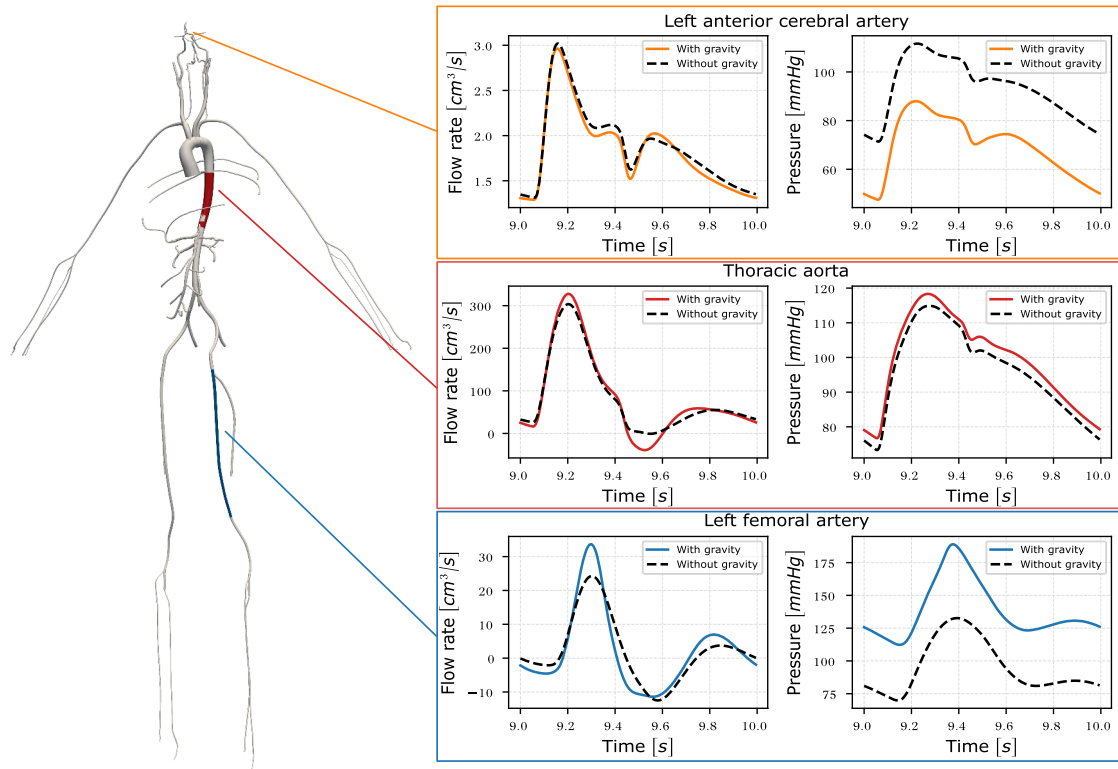 Left anterior cerebral artery
Flow rate [cm³/s]
3.0
2.5
2.0
1.5
With gravity
Without gravity
9.0 9.2 9.4 9.6 9.8 10.0
Time [s]
Pressure [mmHg]
100
80
60
With gravity
Without gravity
9.0 9.2 9.4 9.6 9.8 10.0
Time [s]
Thoracic aorta
Flow rate [cm³/s]
300
200
100
0
With gravity
Without gravity
9.0 9.2 9.4 9.6 9.8 10.0
Time [s]
Pressure [mmHg]
120
110
100
90
80
With gravity
Without gravity
9.0 9.2 9.4 9.6 9.8 10.0
Time [s]
Left femoral artery
Flow rate [cm³/s]
30
20
10
0
−10
With gravity
Without gravity
9.0 9.2 9.4 9.6 9.8 10.0
Time [s]
Pressure [mmHg]
175
150
125
100
75
With gravity
Without gravity
9.0 9.2 9.4 9.6 9.8 10.0
Time [s]